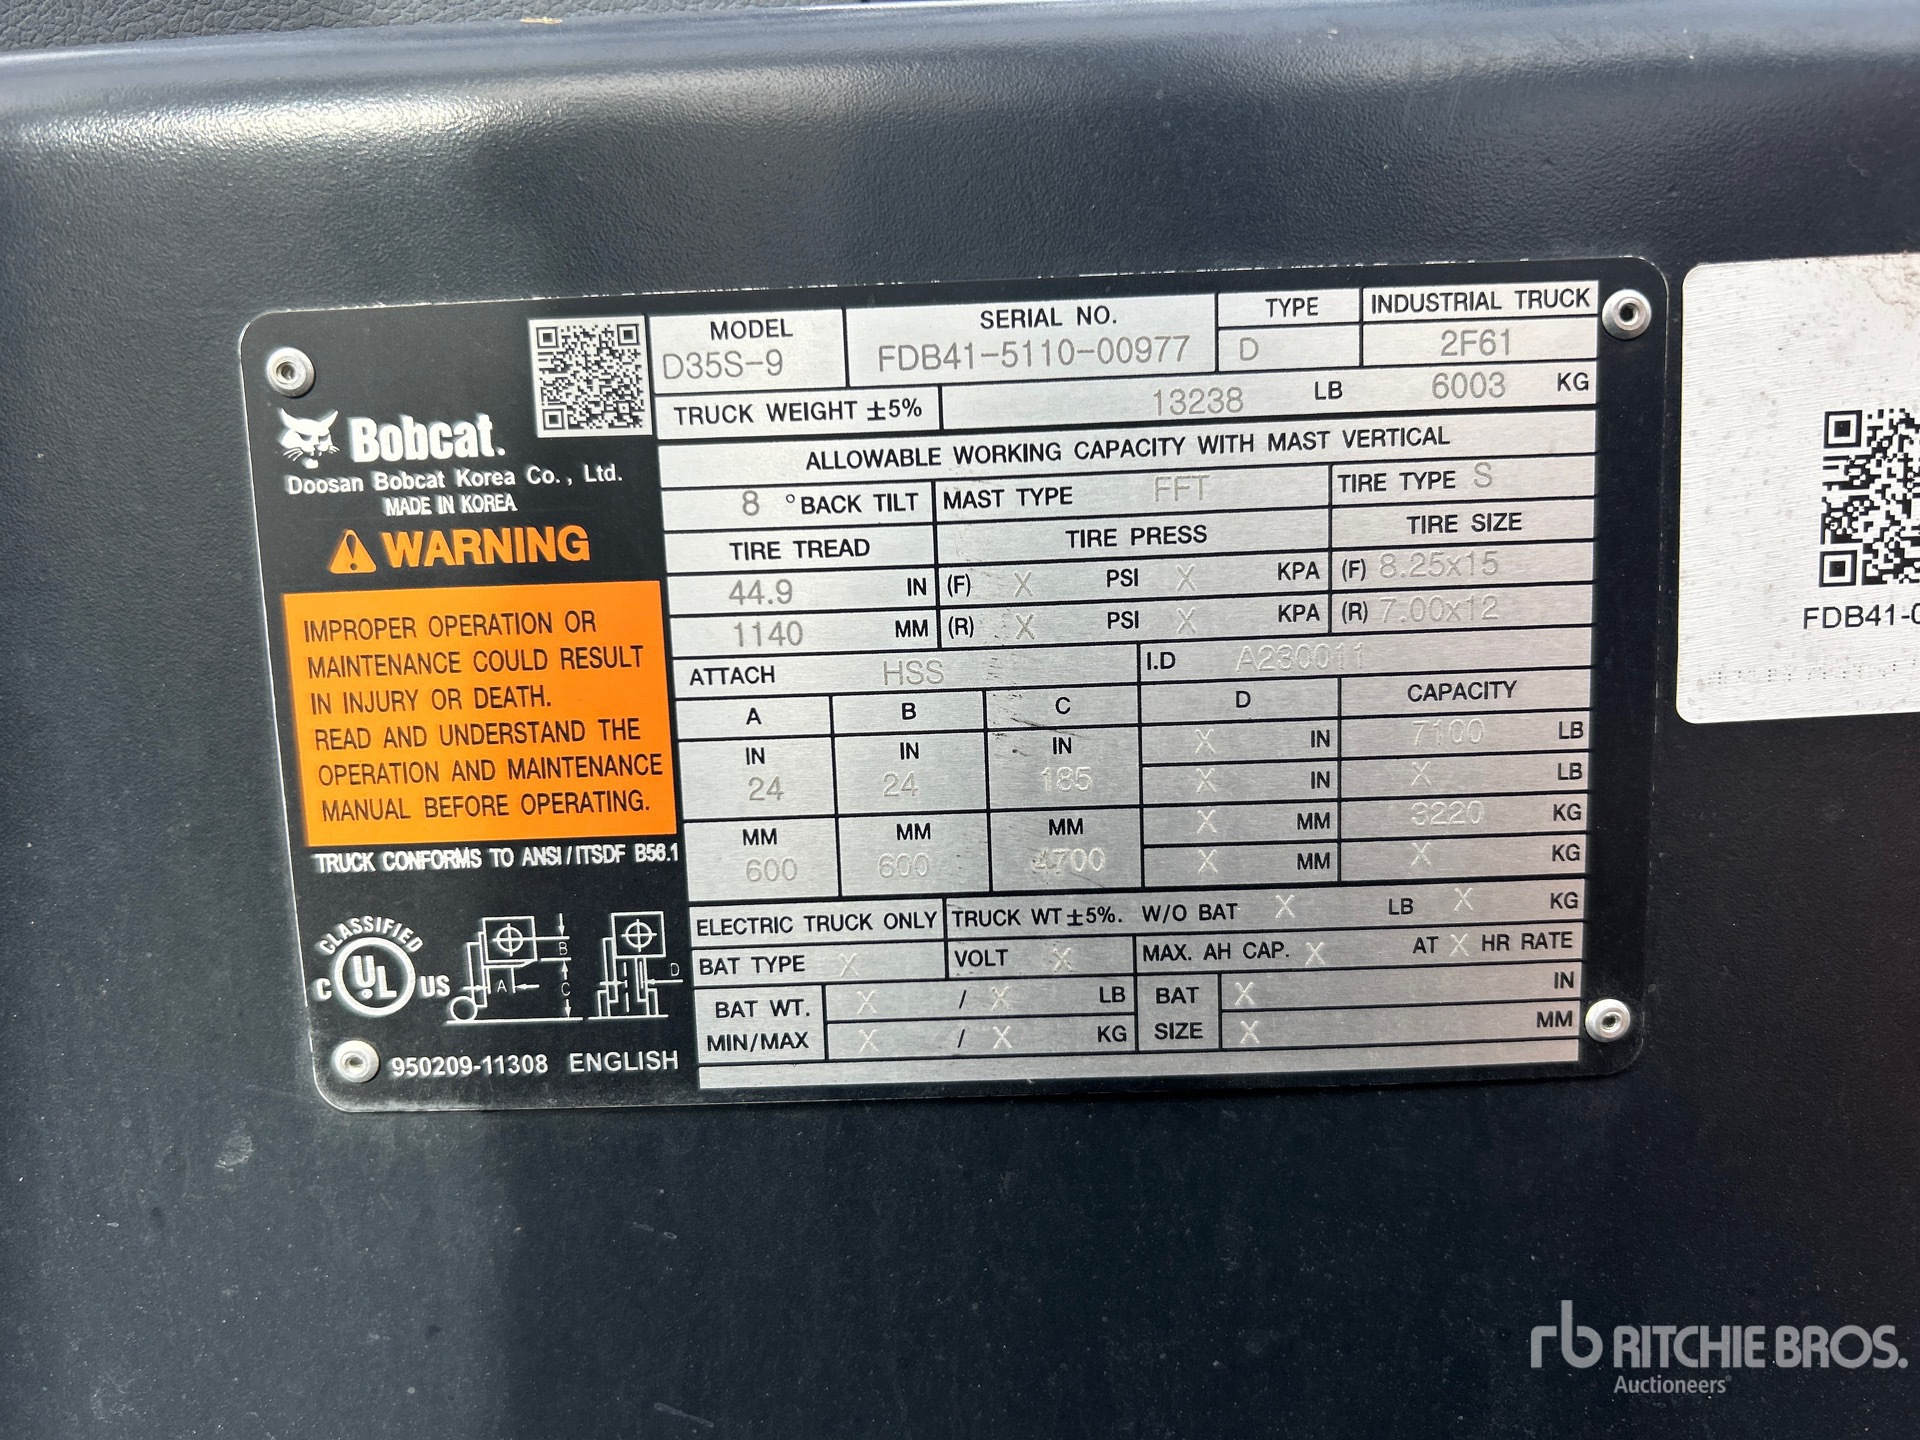 MODEL
D35S-9
SERIAL NO.
FDB41-5110-00977
TYPE
D
INDUSTRIAL TRUCK
2F61
TRUCK WEIGHT ±5%
13238 LB 6003 KG
ALLOWABLE WORKING CAPACITY WITH MAST VERTICAL
8 °BACK TILT
MAST TYPE FFT
TIRE TYPE S
TIRE TREAD
TIRE PRESS
TIRE SIZE
44.9 IN
(F) X PSI X KPA
(F) 8.25x15
1140 MM
(R) X PSI X KPA
(R) 7.00x12
ATTACH HSS
I.D A230011
A B C D CAPACITY
IN IN IN
24 24 185
X IN 7100 LB
X IN X LB
MM MM MM
600 600 4700
X MM 3220 KG
X MM X KG
ELECTRIC TRUCK ONLY
TRUCK WT ±5%. W/O BAT X LB X KG
BAT TYPE X
VOLT X
MAX. AH CAP. X AT X HR RATE
BAT WT.
MIN/MAX
X / X LB
X / X KG
BAT
SIZE
X IN
X MM
Bobcat.
Doosan Bobcat Korea Co., Ltd.
MADE IN KOREA
WARNING
IMPROPER OPERATION OR
MAINTENANCE COULD RESULT
IN INJURY OR DEATH.
READ AND UNDERSTAND THE
OPERATION AND MAINTENANCE
MANUAL BEFORE OPERATING.
TRUCK CONFORMS TO ANSI/ITSDF B56.1
CLASSIFIED
C UL US
A B C D
950209-11308 ENGLISH
FDB41-
rb RITCHIE BROS.
Auctioneers